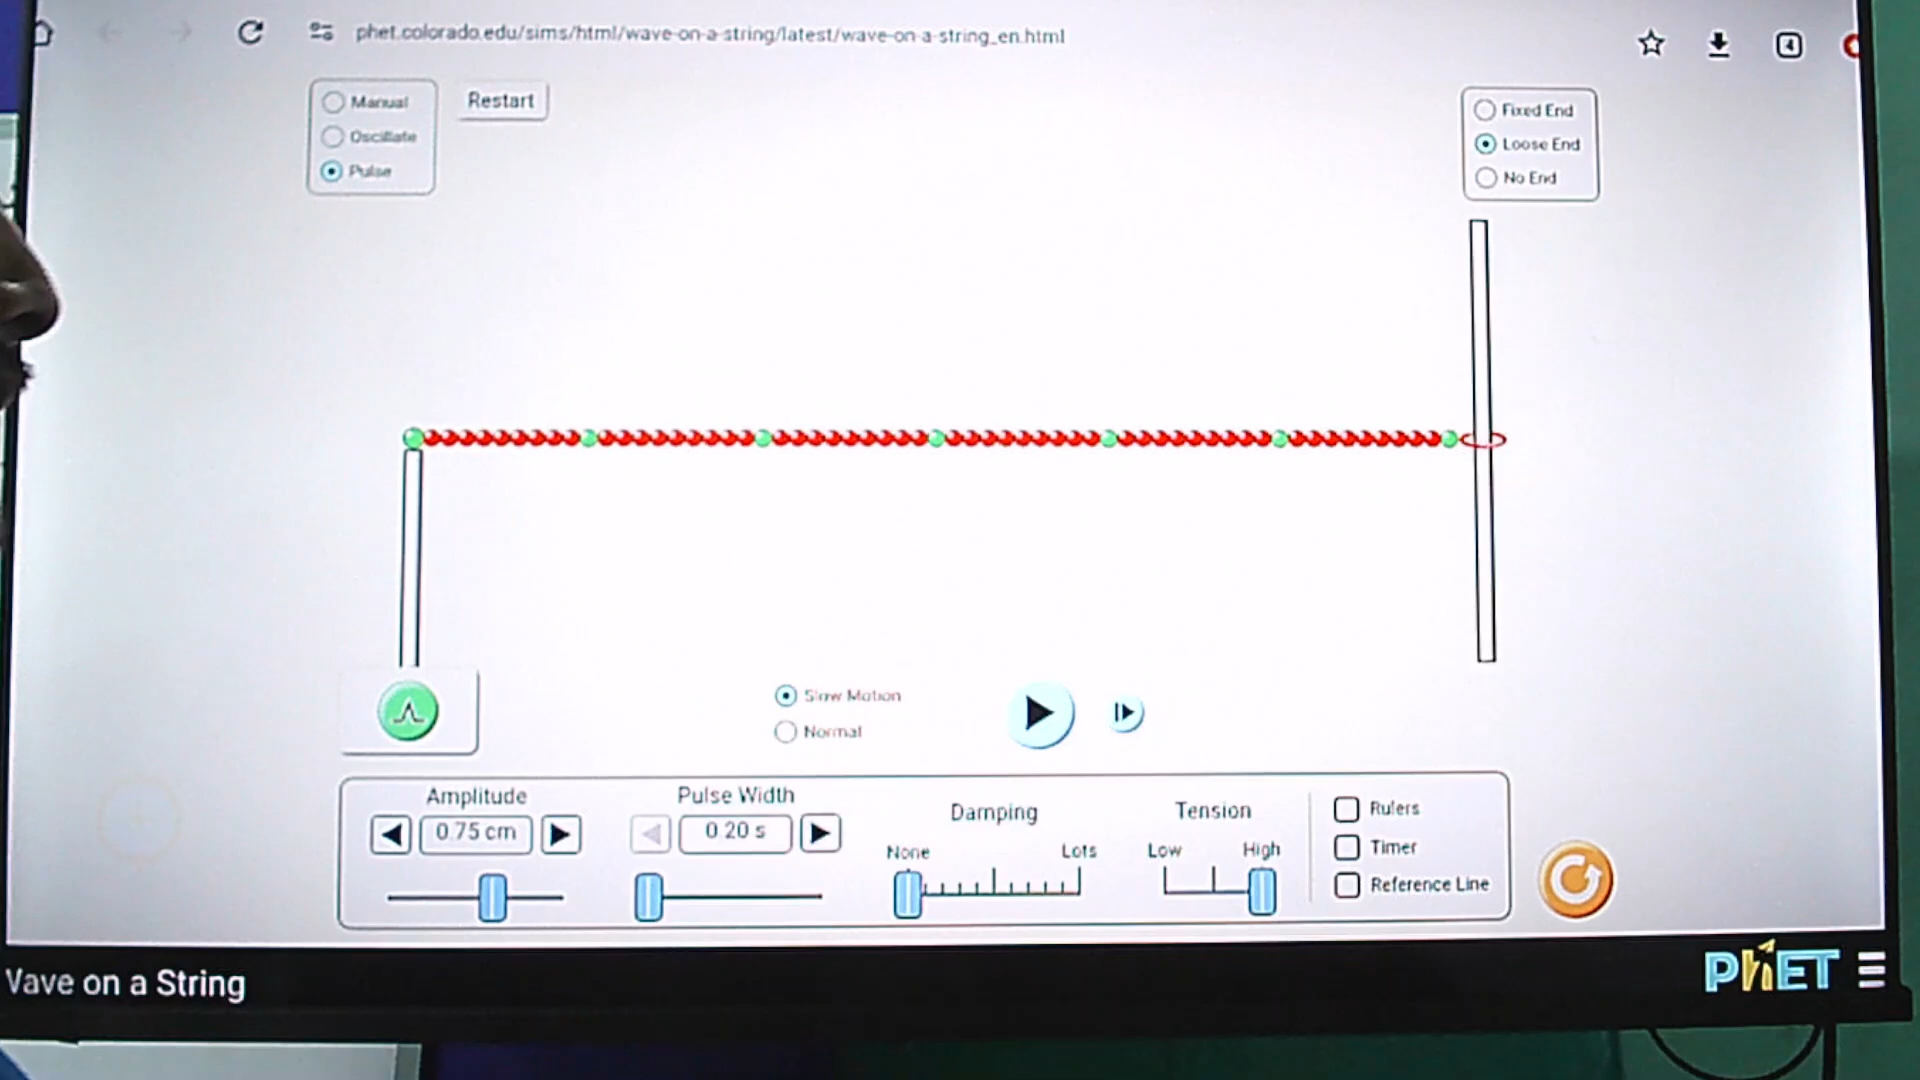 phet.colorado.edu/sims/html/wave-on-a-string/latest/wave-on-a-string_en.html
4
Manual
Oscillate
Pulse
Restart
Fixed End
Loose End
No End
Slow Motion
Normal
Amplitude
0.75 cm
Pulse Width
0.20 s
Damping
None
Lots
Tension
Low
High
Rulers
Timer
Reference Line
Vave on a String
PhET